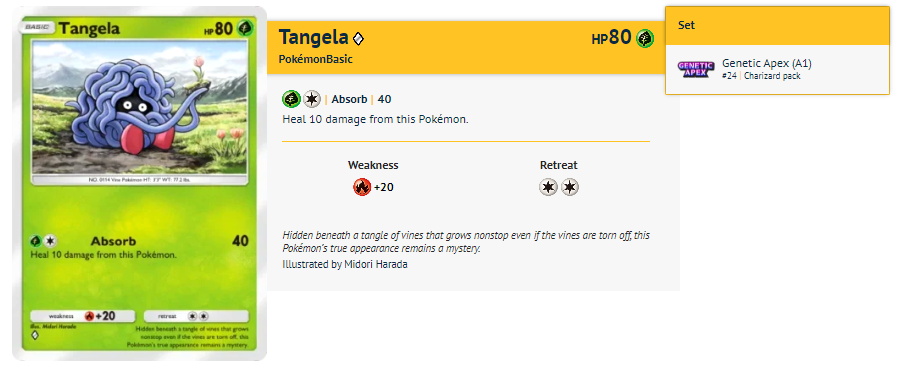 BASIC Tangela HP 80
NO. 0114 Vine Pokémon HT: 3'3" WT: 77.2 lbs.
Absorb 40
Heal 10 damage from this Pokémon.
weakness +20 retreat
Illus. Midori Harada
Hidden beneath a tangle of vines that grows
nonstop even if the vines are torn off, this
Pokémon's true appearance remains a mystery.
Tangela HP 80
PokémonBasic
| Absorb | 40
Heal 10 damage from this Pokémon.
Weakness Retreat
+20
Hidden beneath a tangle of vines that grows nonstop even if the vines are torn off, this
Pokémon's true appearance remains a mystery.
Illustrated by Midori Harada
Set
GENETIC
APEX
Genetic Apex (A1)
#24 | Charizard pack